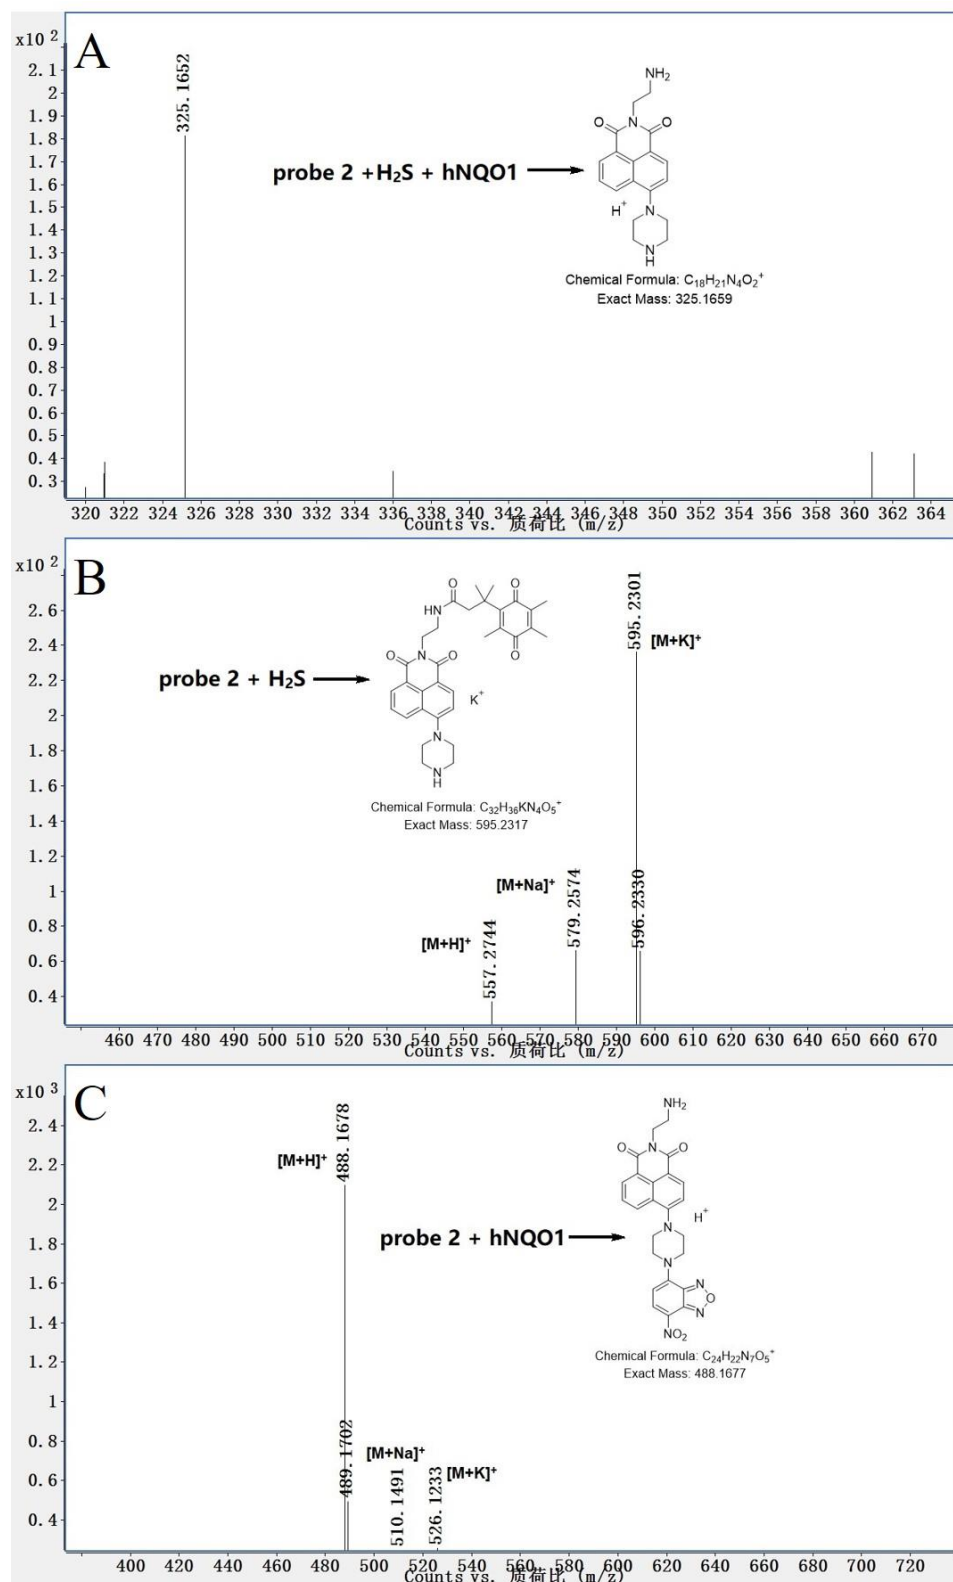 x10 2
A
2.1
2
1.9
1.8
1.7
1.6
1.5
1.4
1.3
1.2
1.1
1
0.9
0.8
0.7
0.6
0.5
0.4
0.3
325.1652
probe 2 +H₂S + hNQO1
NH₂
O N O
H⁺
N
N
H
Chemical Formula: C₁₈H₂₁N₄O₂⁺
Exact Mass: 325.1659
320 322 324 326 328 330 332 334 336 338 340 342 344 346 348 350 352 354 356 358 360 362 364
Counts vs. 质荷比 (m/z)
x10 2
B
2.6
2.4
2.2
2
1.8
1.6
1.4
1.2
1
0.8
0.6
0.4
probe 2 + H₂S
O O
HN
O
O N O
K⁺
N
N
H
Chemical Formula: C₃₂H₃₆KN₄O₅⁺
Exact Mass: 595.2317
595.2301
[M+K]⁺
[M+Na]⁺
579.2574
596.2330
[M+H]⁺
557.2744
460 470 480 490 500 510 520 530 540 550 560 570 580 590 600 610 620 630 640 650 660 670
Counts vs. 质荷比 (m/z)
x10 3
C
2.4
2.2
2
1.8
1.6
1.4
1.2
1
0.8
0.6
0.4
[M+H]⁺
488.1678
probe 2 + hNQO1
NH₂
O N O
H⁺
N
N
N
O
N
NO₂
Chemical Formula: C₂₄H₂₂N₇O₅⁺
Exact Mass: 488.1677
489.1702
[M+Na]⁺
510.1491
[M+K]⁺
526.1233
400 420 440 460 480 500 520 540 560 580 600 620 640 660 680 700 720
Counts vs. 质荷比 (m/z)